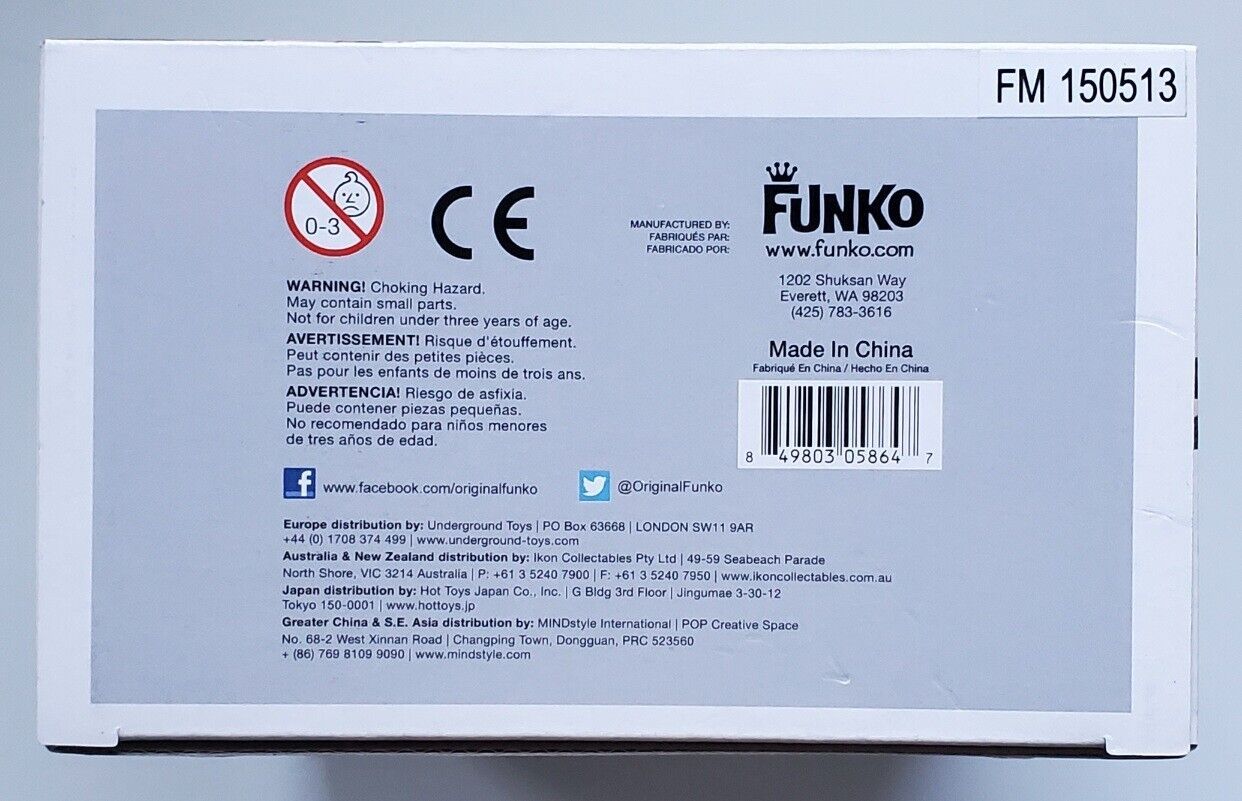 FM 150513
0-3
CE
MANUFACTURED BY:
FABRIQUÉS PAR:
FABRICADO POR:
FUNKO
www.funko.com
1202 Shuksan Way
Everett, WA 98203
(425) 783-3616
WARNING! Choking Hazard.
May contain small parts.
Not for children under three years of age.
AVERTISSEMENT! Risque d'étouffement.
Peut contenir des petites pièces.
Pas pour les enfants de moins de trois ans.
ADVERTENCIA! Riesgo de asfixia.
Puede contener piezas pequeñas.
No recomendado para niños menores
de tres años de edad.
Made In China
Fabriqué En China / Hecho En China
8 49803 05864 7
f www.facebook.com/originalfunko
@OriginalFunko
Europe distribution by: Underground Toys | PO Box 63668 | LONDON SW11 9AR
+44 (0) 1708 374 499 | www.underground-toys.com
Australia & New Zealand distribution by: Ikon Collectables Pty Ltd | 49-59 Seabeach Parade
North Shore, VIC 3214 Australia | P: +61 3 5240 7900 | F: +61 3 5240 7950 | www.ikoncollectables.com.au
Japan distribution by: Hot Toys Japan Co., Inc. | G Bldg 3rd Floor | Jingumae 3-30-12
Tokyo 150-0001 | www.hottoys.jp
Greater China & S.E. Asia distribution by: MINDstyle International | POP Creative Space
No. 68-2 West Xinnan Road | Changping Town, Dongguan, PRC 523560
+ (86) 769 8109 9090 | www.mindstyle.com